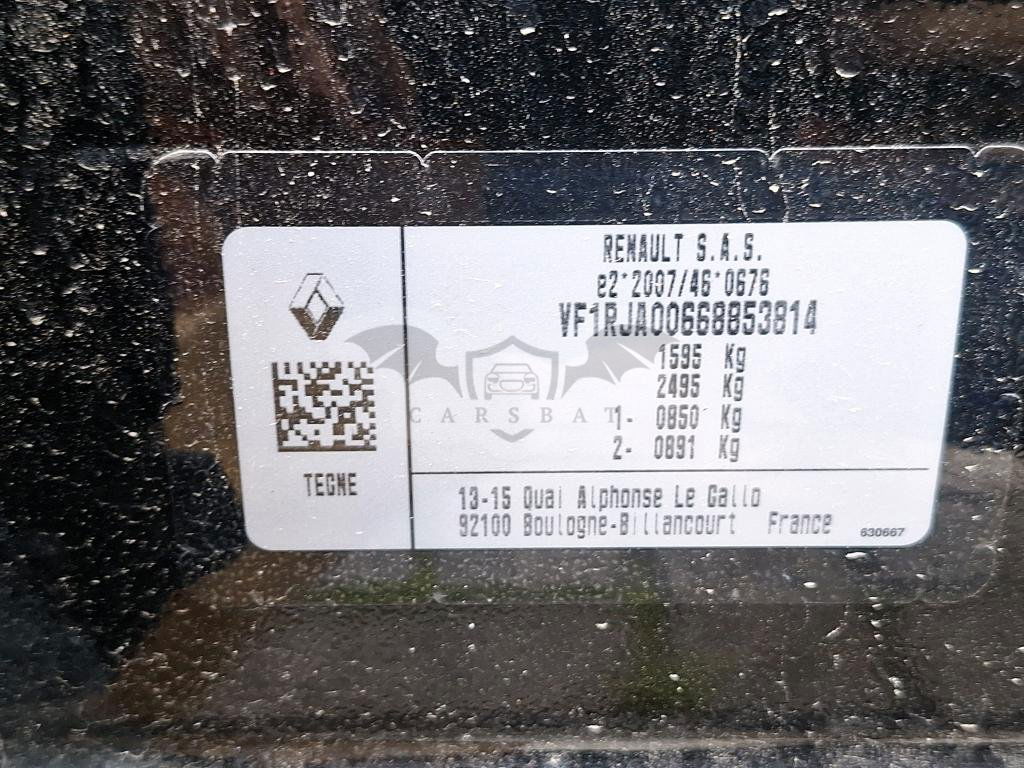 RENAULT S.A.S.
e2*2007/46*0676
VF1RJA00668853814
1595 Kg
2495 Kg
1- 0850 Kg
2- 0891 Kg
CARSBAT
TEGNE
13-15 Quai Alphonse Le Gallo
92100 Boulogne-Billancourt France
630667